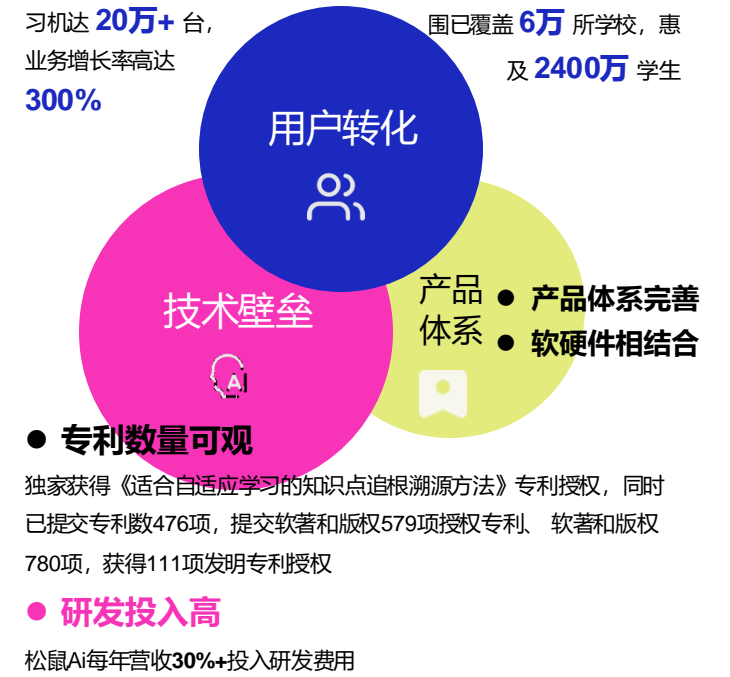 习机达 20万+ 台,
业务增长率高达
300%
围已覆盖 6万 所学校，惠
及 2400万 学生
用户转化
技术壁垒
AI
产品
体系
● 产品体系完善
● 软硬件相结合
● 专利数量可观
独家获得《适合自适应学习的知识点追根溯源方法》专利授权，同时
已提交专利数476项，提交软著和版权579项授权专利、 软著和版权
780项，获得111项发明专利授权
● 研发投入高
松鼠Ai每年营收30%+投入研发费用